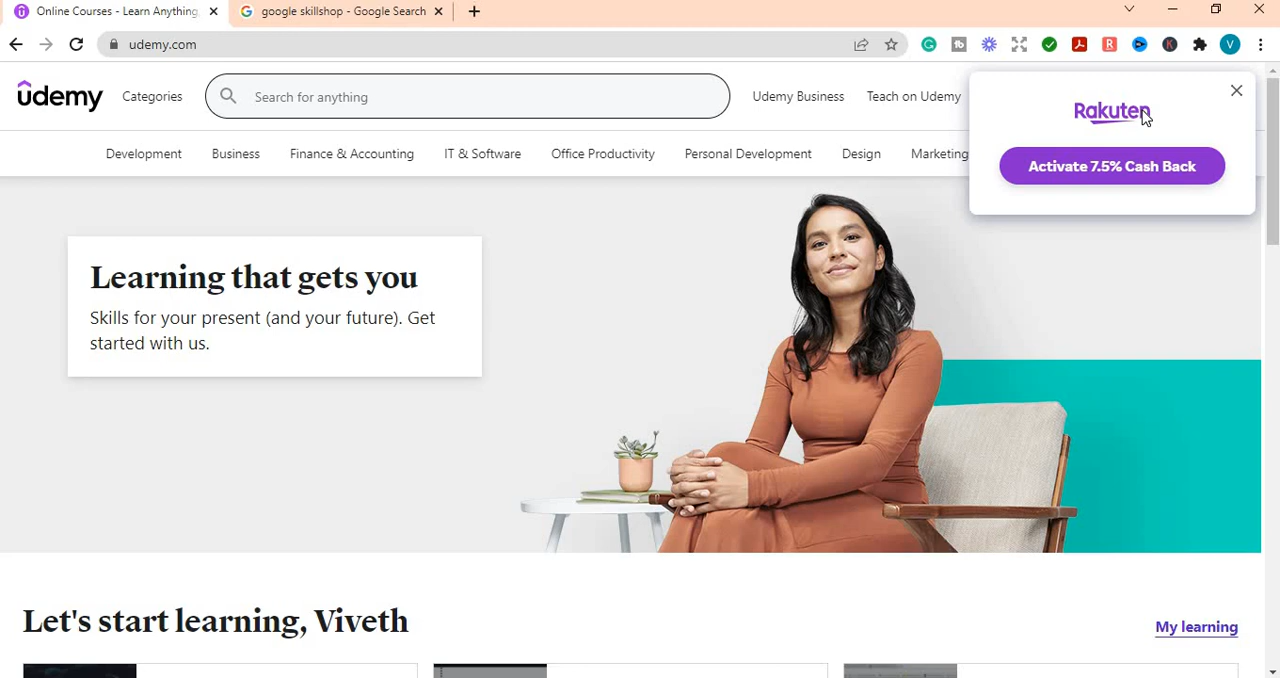 Online Courses - Learn Anything,
google skillshop - Google Search
udemy.com
V
udemy
Categories
Search for anything
Udemy Business
Teach on Udemy
Rakuten
Activate 7.5% Cash Back
Development
Business
Finance & Accounting
IT & Software
Office Productivity
Personal Development
Design
Marketing
Learning that gets you
Skills for your present (and your future). Get
started with us.
Let's start learning, Viveth
My learning